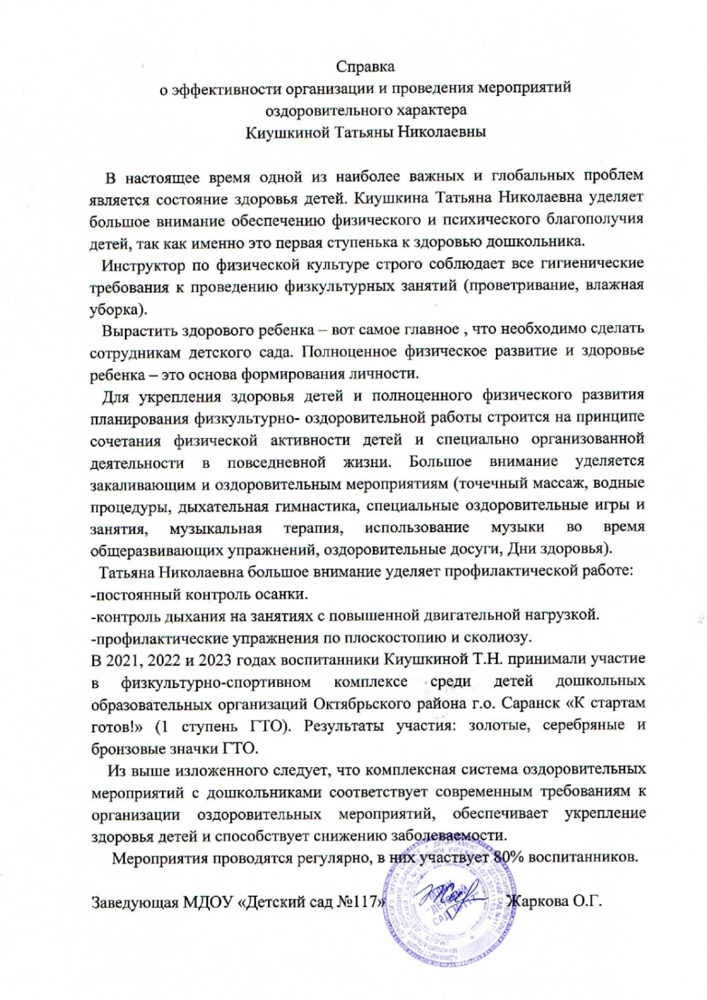 Справка
о эффективности организации и проведения мероприятий
оздоровительного характера
Киушкиной Татьяны Николаевны
В настоящее время одной из наиболее важных и глобальных проблем
является состояние здоровья детей. Киушкина Татьяна Николаевна уделяет
большое внимание обеспечению физического и психического благополучия
детей, так как именно это первая ступенька к здоровью дошкольника.
Инструктор по физической культуре строго соблюдает все гигиенические
требования к проведению физкультурных занятий (проветривание, влажная
уборка).
Вырастить здорового ребенка – вот самое главное , что необходимо сделать
сотрудникам детского сада. Полноценное физическое развитие и здоровье
ребенка – это основа формирования личности.
Для укрепления здоровья детей и полноценного физического развития
планирования физкультурно- оздоровительной работы строится на принципе
сочетания физической активности детей и специально организованной
деятельности в повседневной жизни. Большое внимание уделяется
закаливающим и оздоровительным мероприятиям (точечный массаж, водные
процедуры, дыхательная гимнастика, специальные оздоровительные игры и
занятия, музыкальная терапия, использование музыки во время
общеразвивающих упражнений, оздоровительные досуги, Дни здоровья).
Татьяна Николаевна большое внимание уделяет профилактической работе:
-постоянный контроль осанки.
-контроль дыхания на занятиях с повышенной двигательной нагрузкой.
-профилактические упражнения по плоскостопию и сколиозу.
В 2021, 2022 и 2023 годах воспитанники Киушкиной Т.Н. принимали участие
в физкультурно-спортивном комплексе среди детей дошкольных
образовательных организаций Октябрьского района г.о. Саранск «К стартам
готов!» (1 ступень ГТО). Результаты участия: золотые, серебряные и
бронзовые значки ГТО.
Из выше изложенного следует, что комплексная система оздоровительных
мероприятий с дошкольниками соответствует современным требованиям к
организации оздоровительных мероприятий, обеспечивает укрепление
здоровья детей и способствует снижению заболеваемости.
Мероприятия проводятся регулярно, в них участвует 80% воспитанников.
Заведующая МДОУ «Детский сад №117» Жаркова О.Г.
МДОУ
"ДЕТСКИЙ
САД №117"